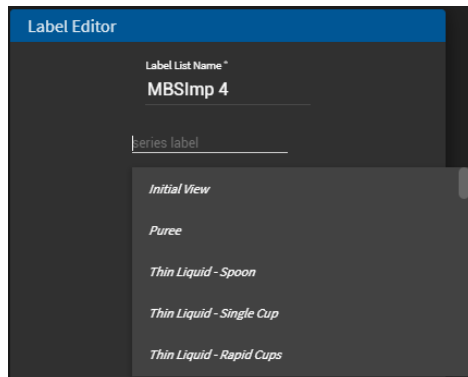 Label Editor
Label List Name *
MBSImp 4
series label
Initial View
Puree
Thin Liquid - Spoon
Thin Liquid - Single Cup
Thin Liquid - Rapid Cups